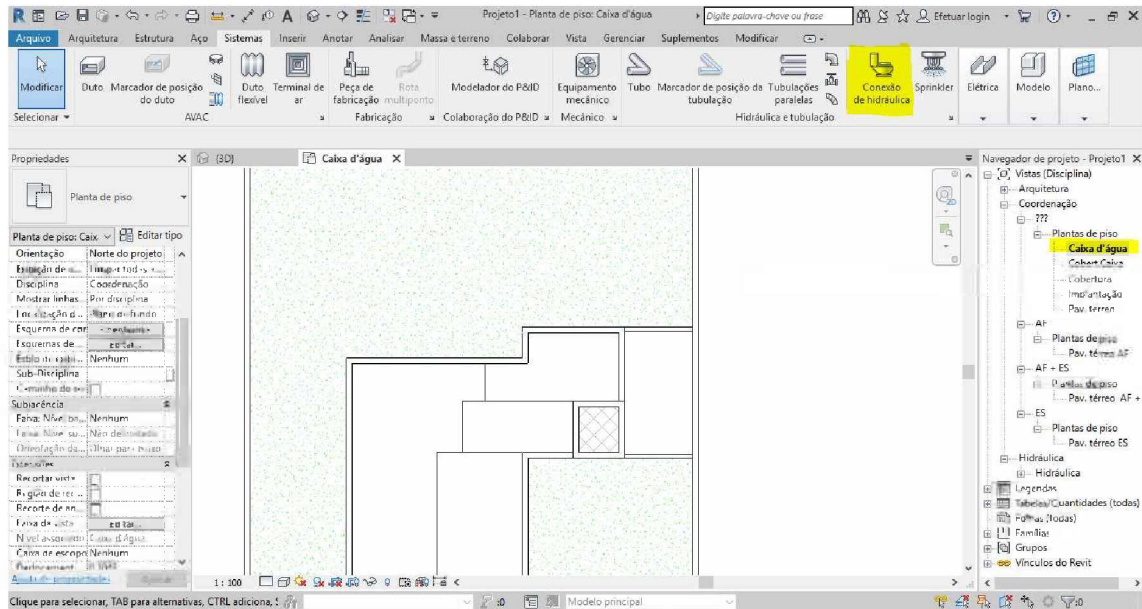 Projeto1 - Planta de piso: Caixa d'água
Digite palavra-chave ou frase
Efetuar login
Arquivo Arquitetura Estrutura Aço Sistemas Inserir Anotar Analisar Massa e terreno Colaborar Vista Gerenciar Suplementos Modificar
Modificar
Duto
Marcador de posição do duto
Duto flexível
Terminal de ar
Peça de fabricação
Rota multiponto
Modelador do P&ID
Equipamento mecânico
Tubo
Marcador de posição da tubulação
Tubulações paralelas
Conexão de hidráulica
Sprinkler
Elétrica
Modelo
Plano...
Selecionar AVAC Fabricação Colaboração do P&ID Mecânico Hidráulica e tubulação
Propriedades
{3D}
Caixa d'água
Planta de piso
Planta de piso: Caix
Editar tipo
Orientação Norte do projeto
Disciplina Coordenação
Mostrar linhas... Por disciplina
Esquema de cor
Esquemas de ...
Nenhum
Sub-Disciplina
Subjacência
Nenhum
Recortar vista
Recorte de an...
Caixa de escopo Nenhum
1 : 100
Navegador de projeto - Projeto1
Vistas (Disciplina)
Arquitetura
Coordenação
???
Plantas de piso
Caixa d'água
Cobert Caixa
Cobertura
Implantação
Pav. terreo
AF
Plantas de piso
Pav. térreo AF
AF + ES
Plantas de piso
Pav. térreo AF +
ES
Plantas de piso
Pav. térreo ES
Hidráulica
Hidráulica
Legendas
Tabelas/Quantidades (todas)
Folhas (todas)
Famílias
Grupos
Vínculos do Revit
Clique para selecionar, TAB para alternativas, CTRL adiciona,
:0
Modelo principal
:0